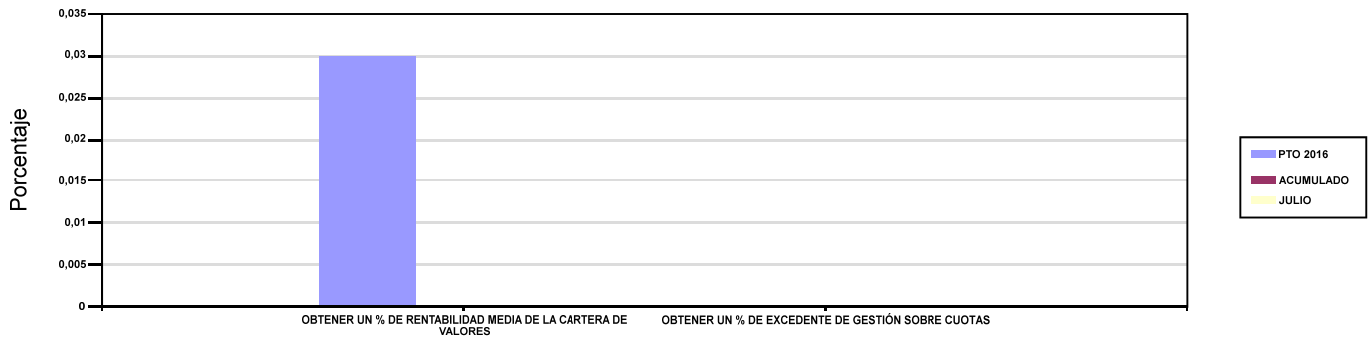 Porcentaje
0,035
0,03
0,025
0,02
0,015
0,01
0,005
0
OBTENER UN % DE RENTABILIDAD MEDIA DE LA CARTERA DE
VALORES
OBTENER UN % DE EXCEDENTE DE GESTIÓN SOBRE CUOTAS
PTO 2016
ACUMULADO
JULIO